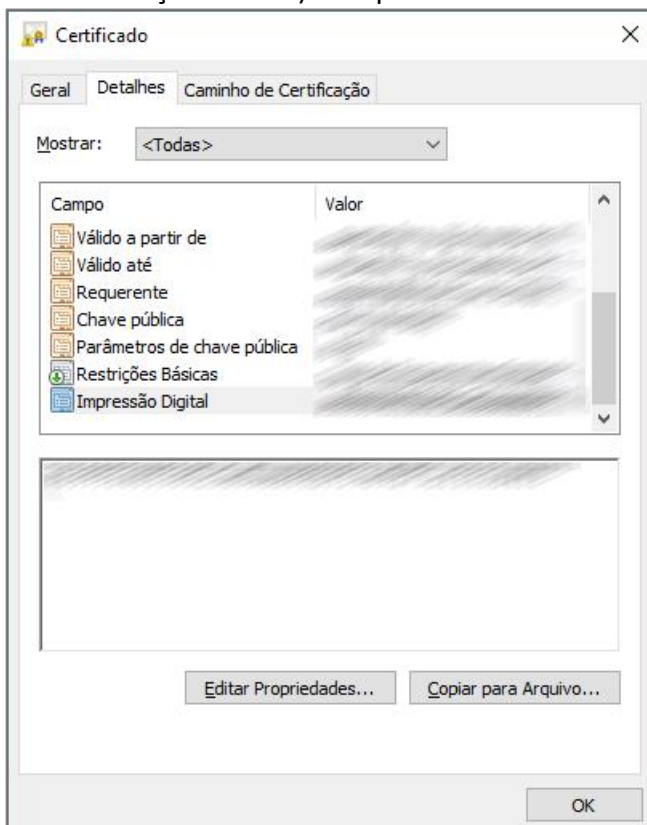 Certificado
Geral Detalhes Caminho de Certificação
Mostrar: <Todas>
Campo Valor
Válido a partir de
Válido até
Requerente
Chave pública
Parâmetros de chave pública
Restrições Básicas
Impressão Digital
Editar Propriedades... Copiar para Arquivo...
OK